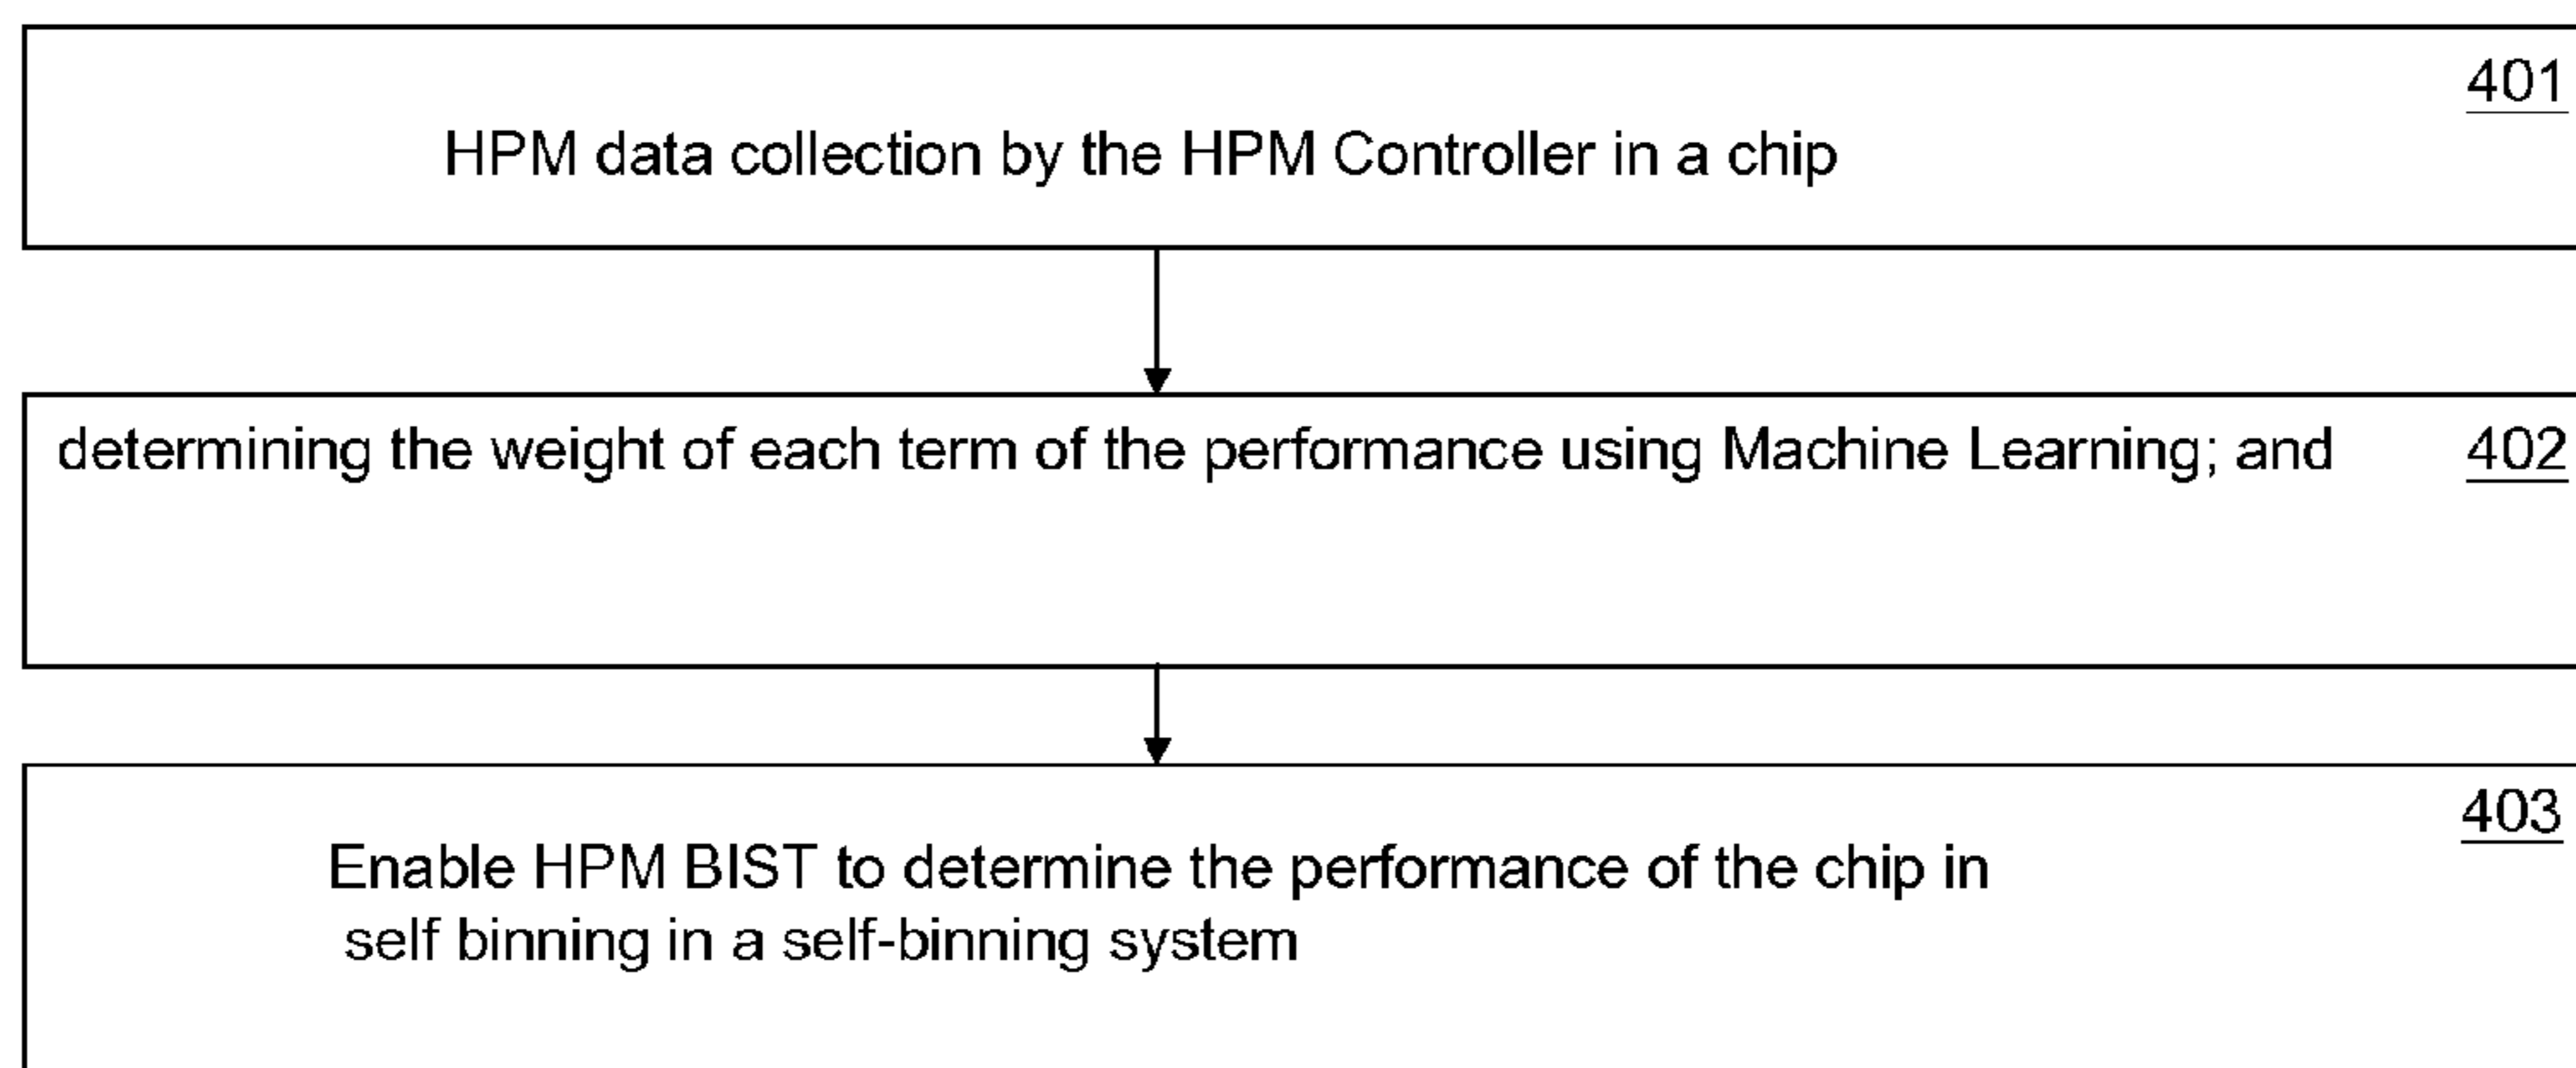 401
HPM data collection by the HPM Controller in a chip
determining the weight of each term of the performance using Machine Learning; and 402
403
Enable HPM BIST to determine the performance of the chip in
self binning in a self-binning system